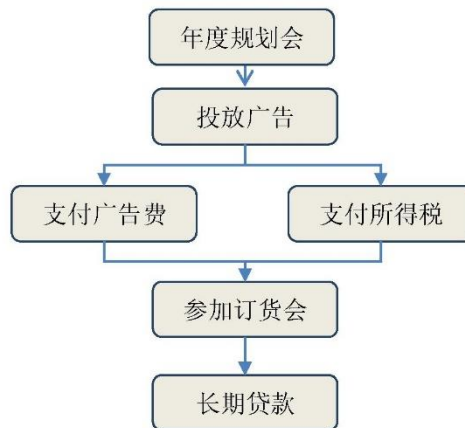 年度规划会
投放广告
支付广告费
支付所得税
参加订货会
长期贷款